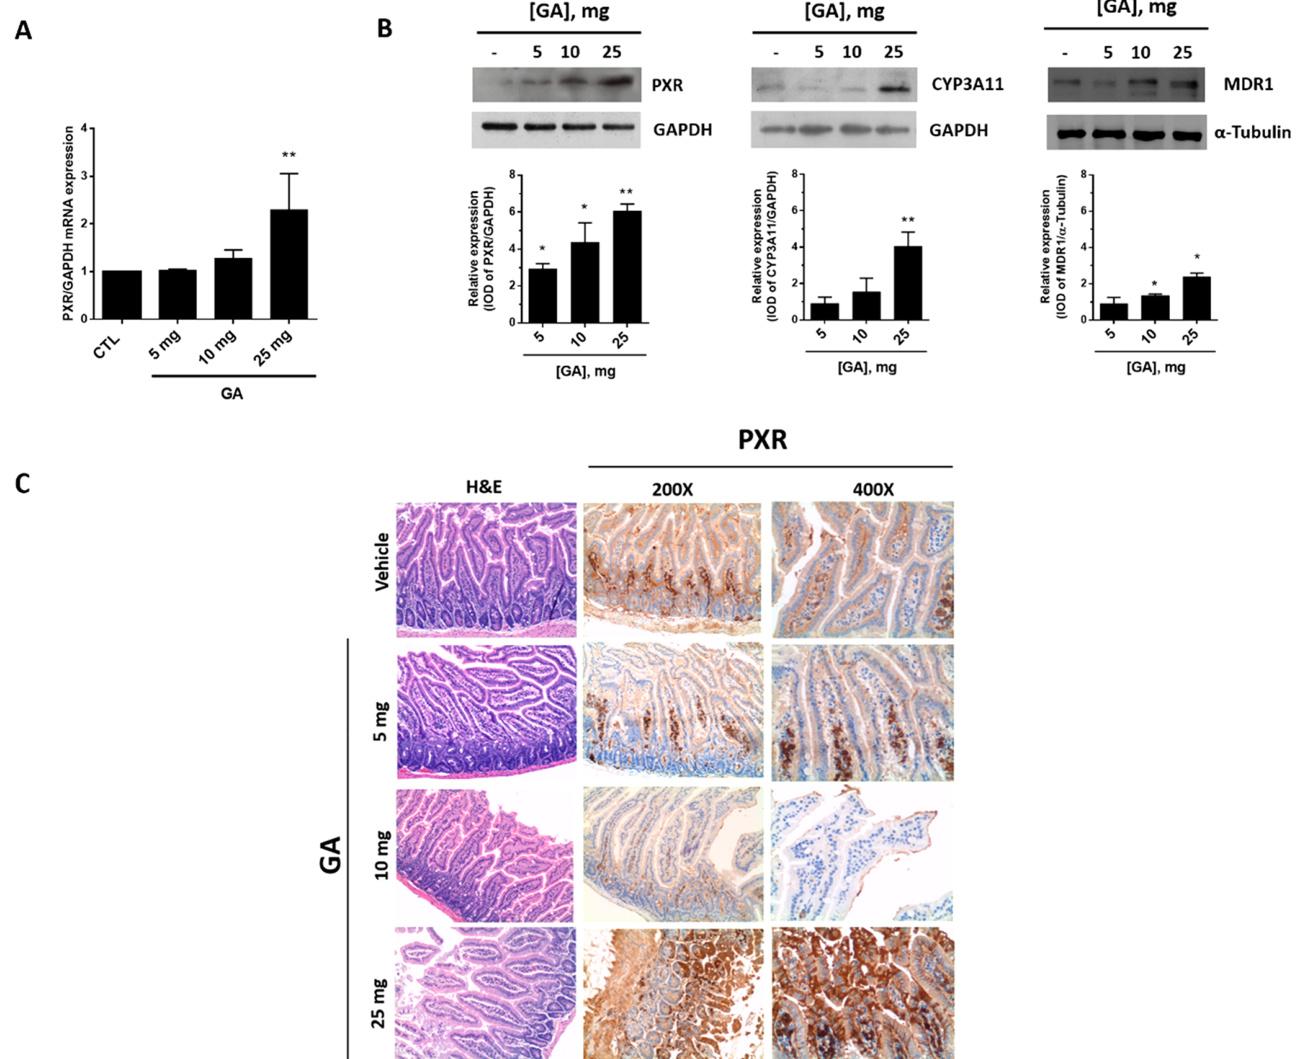 A
PXR/GAPDH mRNA expression
4
3
2
1
0
**
CTL
5 mg
10 mg
25 mg
GA
B
[GA], mg
- 5 10 25
PXR
GAPDH
Relative expression
(IOD of PXR/GAPDH)
8
6
4
2
0
*
*
**
5
10
25
[GA], mg
[GA], mg
- 5 10 25
CYP3A11
GAPDH
Relative expression
(IOD of CYP3A11/GAPDH)
8
6
4
2
0
**
5
10
25
[GA], mg
[GA], mg
- 5 10 25
MDR1
α-Tubulin
Relative expression
(IOD of MDR1/α-Tubulin)
8
6
4
2
0
*
*
5
10
25
[GA], mg
C
PXR
H&E
200X
400X
Vehicle
GA
5 mg
10 mg
25 mg